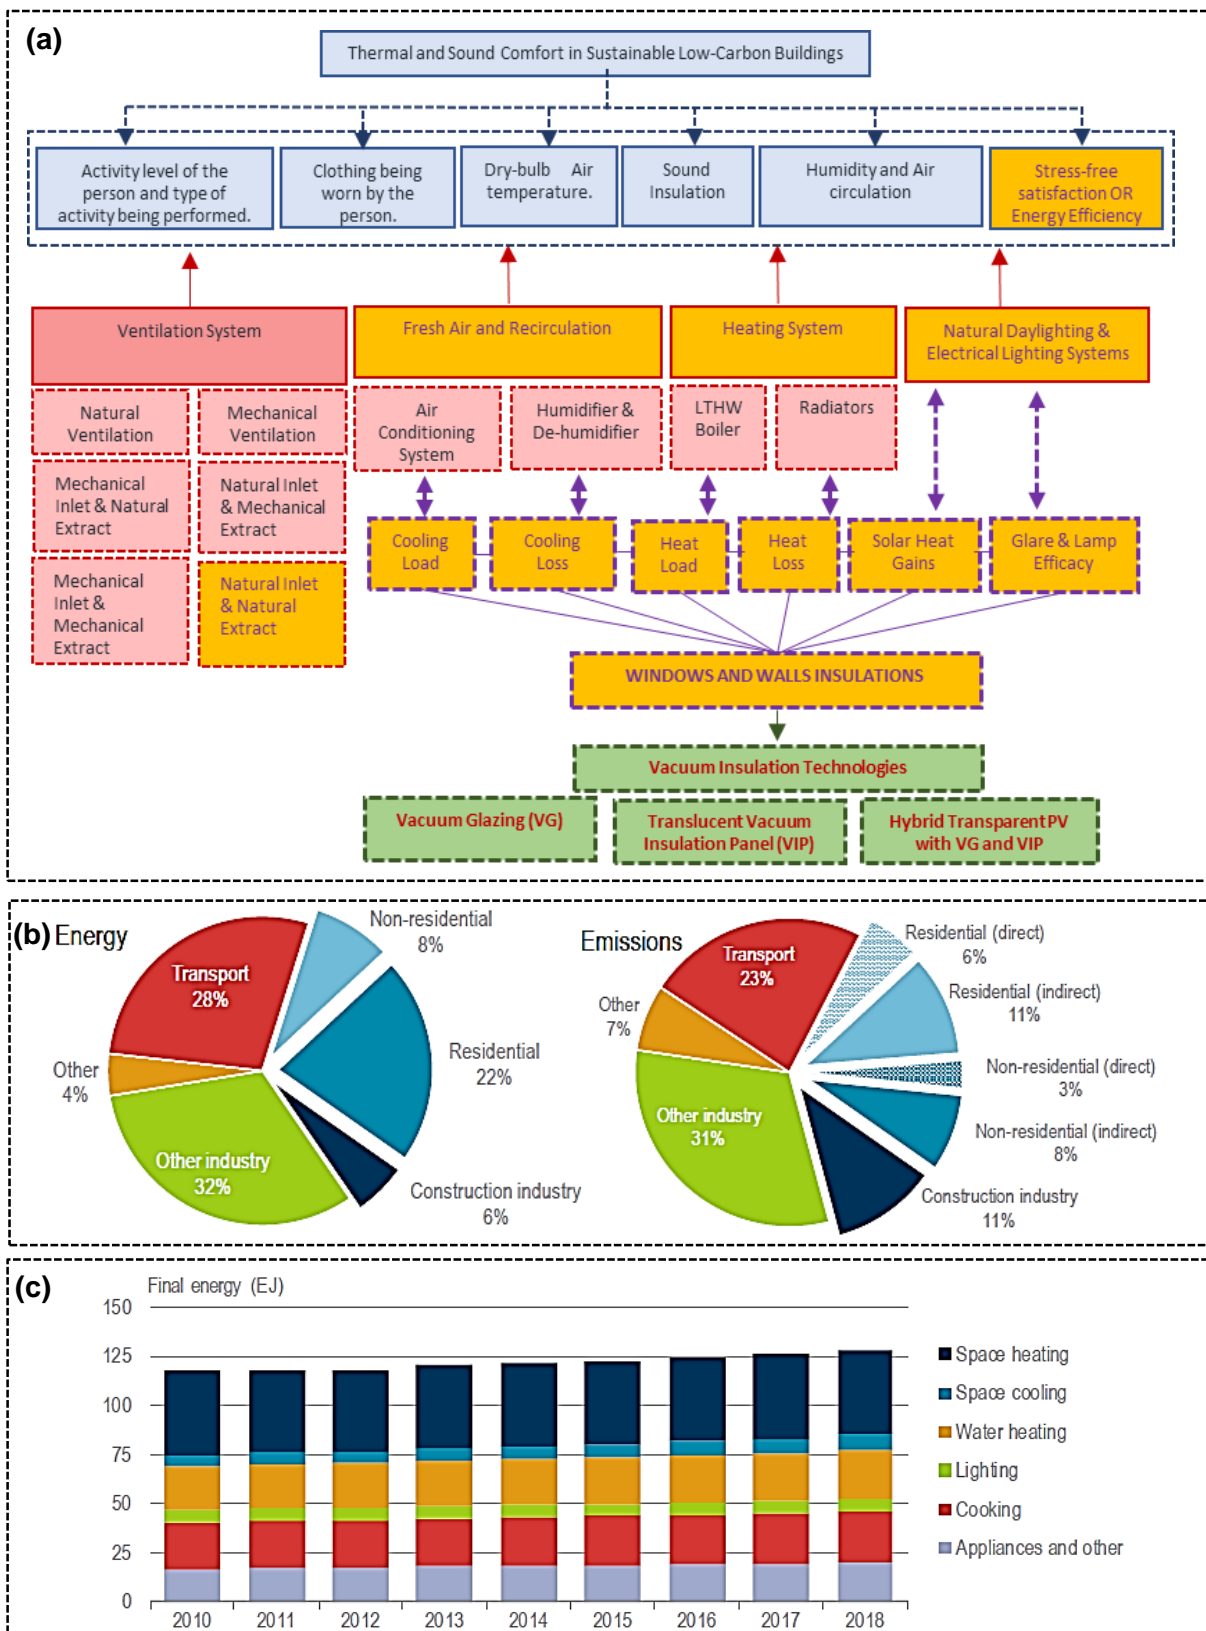 (a)
Thermal and Sound Comfort in Sustainable Low-Carbon Buildings
Activity level of the
person and type of
activity being performed.
Clothing being
worn by the
person.
Dry-bulb Air
temperature.
Sound
Insulation
Humidity and Air
circulation
Stress-free
satisfaction OR
Energy Efficiency
Ventilation System
Fresh Air and Recirculation
Heating System
Natural Daylighting &
Electrical Lighting Systems
Natural
Ventilation
Mechanical
Ventilation
Air
Conditioning
System
Humidifier &
De-humidifier
LTHW
Boiler
Radiators
Mechanical
Inlet & Natural
Extract
Natural Inlet
& Mechanical
Extract
Mechanical
Inlet &
Mechanical
Extract
Natural Inlet
& Natural
Extract
Cooling
Load
Cooling
Loss
Heat
Load
Heat
Loss
Solar Heat
Gains
Glare & Lamp
Efficacy
WINDOWS AND WALLS INSULATIONS
Vacuum Insulation Technologies
Vacuum Glazing (VG)
Translucent Vacuum
Insulation Panel (VIP)
Hybrid Transparent PV
with VG and VIP
(b)
Energy
Non-residential
8%
Transport
28%
Residential
22%
Other
4%
Other industry
32%
Construction industry
6%
Emissions
Residential (direct)
6%
Transport
23%
Residential (indirect)
11%
Other
7%
Non-residential (direct)
3%
Other industry
31%
Non-residential (indirect)
8%
Construction industry
11%
(c)
Final energy (EJ)
150
125
100
75
50
25
0
2010 2011 2012 2013 2014 2015 2016 2017 2018
Space heating
Space cooling
Water heating
Lighting
Cooking
Appliances and other